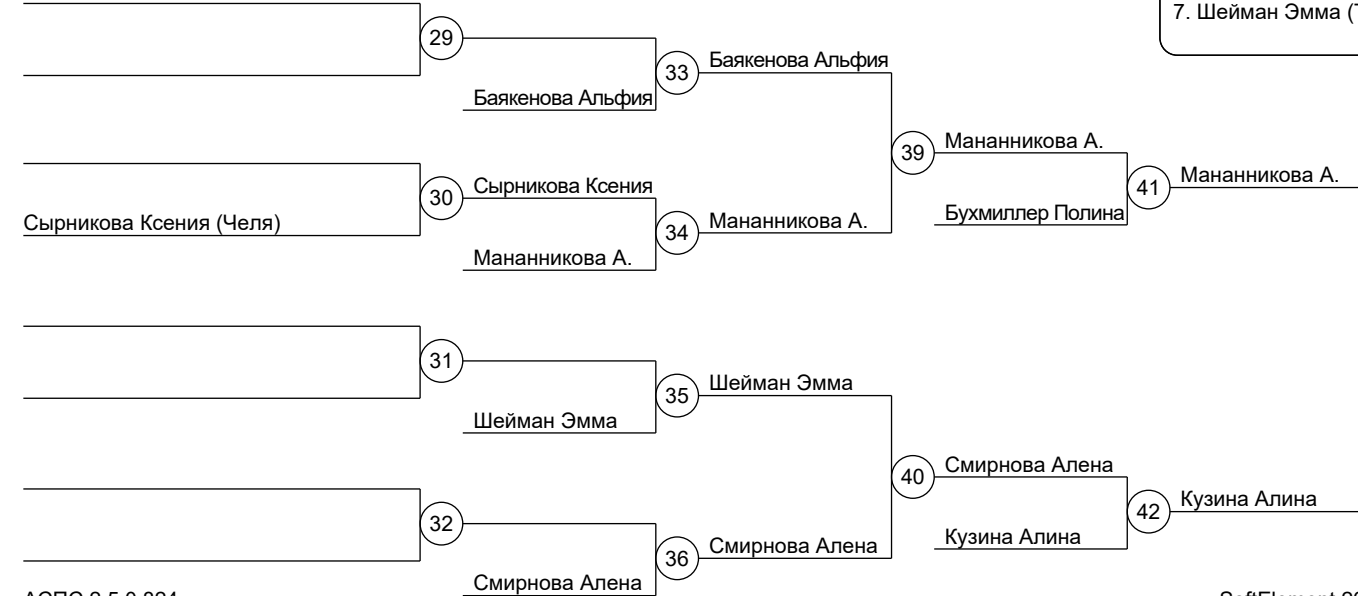 7. Шейман Эмма (
29
33
Баякенова Альфия
Баякенова Альфия
39
Мананникова А.
30
Сырникова Ксения
41
Мананникова А.
Сырникова Ксения (Челя)
34
Мананникова А.
Бухмиллер Полина
Мананникова А.
31
35
Шейман Эмма
Шейман Эмма
40
Смирнова Алена
32
42
Кузина Алина
36
Смирнова Алена
Кузина Алина
Смирнова Алена